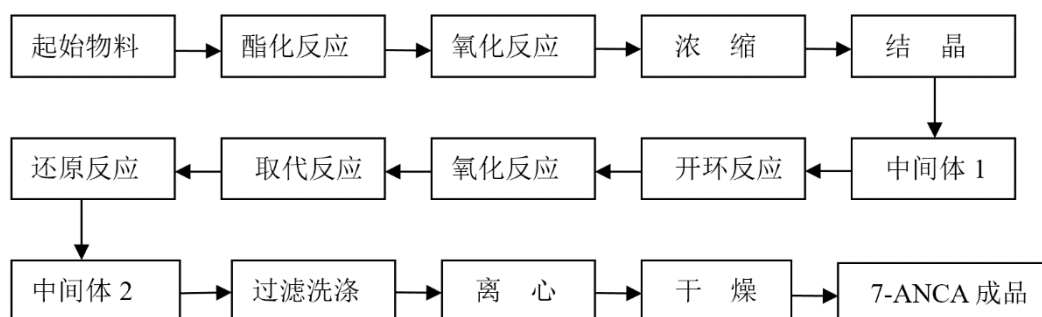 起始物料
酯化反应
氧化反应
浓 缩
结 晶
还原反应
取代反应
氧化反应
开环反应
中间体 1
中间体 2
过滤洗涤
离 心
干 燥
7-ANCA 成品